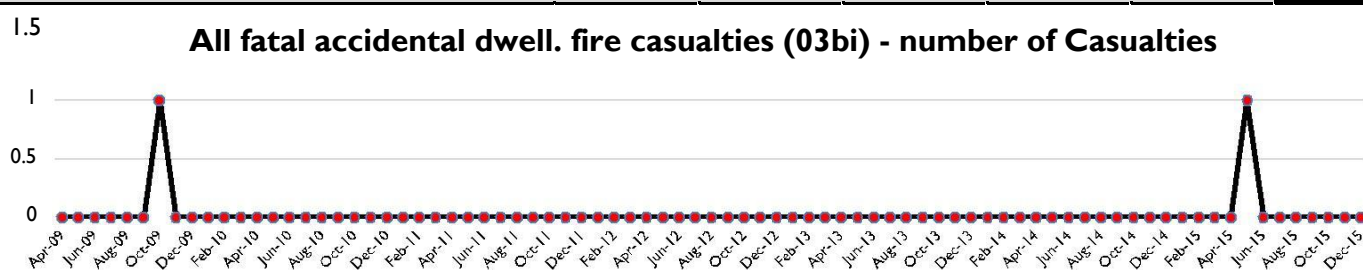 1.5
All fatal accidental dwell. fire casualties (03bi) - number of Casualties
1
0.5
0
Apr-09 Jun-09 Aug-09 Oct-09 Dec-09 Feb-10 Apr-10 Jun-10 Aug-10 Oct-10 Dec-10 Feb-11 Apr-11 Jun-11 Aug-11 Oct-11 Dec-11 Feb-12 Apr-12 Jun-12 Aug-12 Oct-12 Dec-12 Feb-13 Apr-13 Jun-13 Aug-13 Oct-13 Dec-13 Feb-14 Apr-14 Jun-14 Aug-14 Oct-14 Dec-14 Feb-15 Apr-15 Jun-15 Aug-15 Oct-15 Dec-15